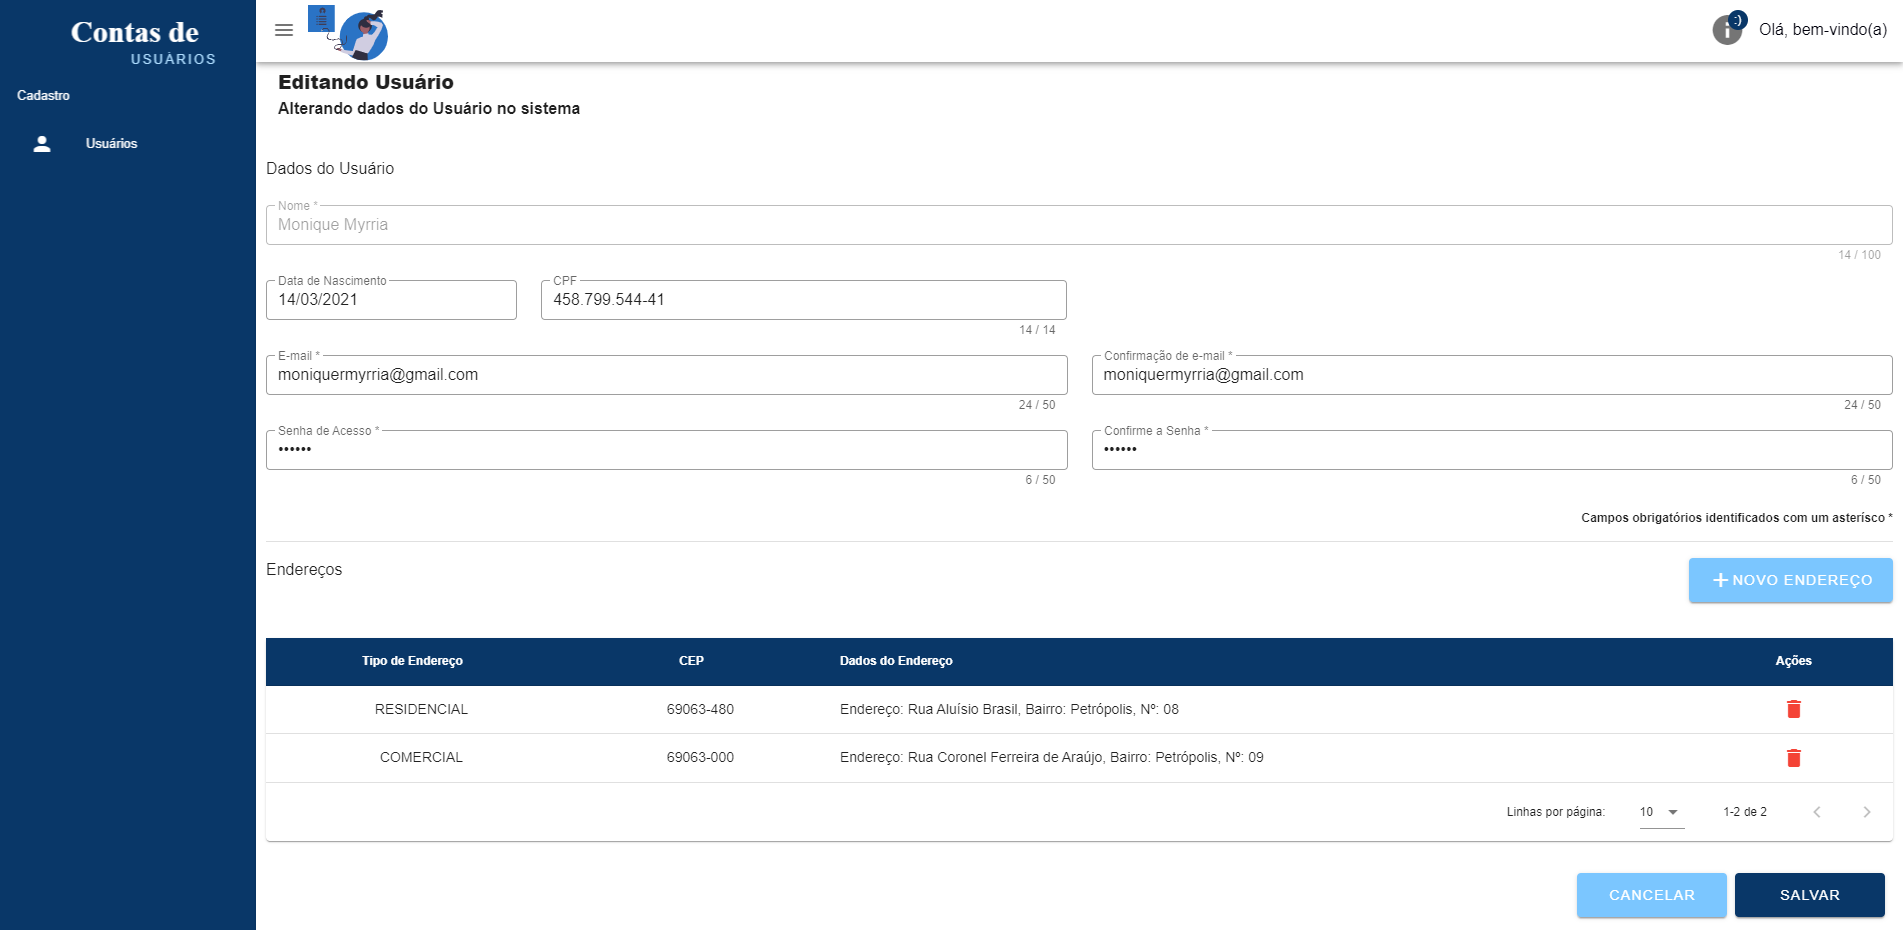 Contas de
USUÁRIOS
Cadastro
Usuários
:)
Olá, bem-vindo(a)
Editando Usuário
Alterando dados do Usuário no sistema
Dados do Usuário
Nome *
Monique Myrria
14 / 100
Data de Nascimento
14/03/2021
CPF
458.799.544-41
14 / 14
E-mail *
moniquermyrria@gmail.com
24 / 50
Confirmação de e-mail *
moniquermyrria@gmail.com
24 / 50
Senha de Acesso *
••••••
6 / 50
Confirme a Senha *
••••••
6 / 50
Campos obrigatórios identificados com um asterísco *
Endereços
+ NOVO ENDEREÇO
Tipo de Endereço CEP Dados do Endereço Ações
RESIDENCIAL 69063-480 Endereço: Rua Aluísio Brasil, Bairro: Petrópolis, Nº: 08
COMERCIAL 69063-000 Endereço: Rua Coronel Ferreira de Araújo, Bairro: Petrópolis, Nº: 09
Linhas por página: 10 1-2 de 2
CANCELAR SALVAR